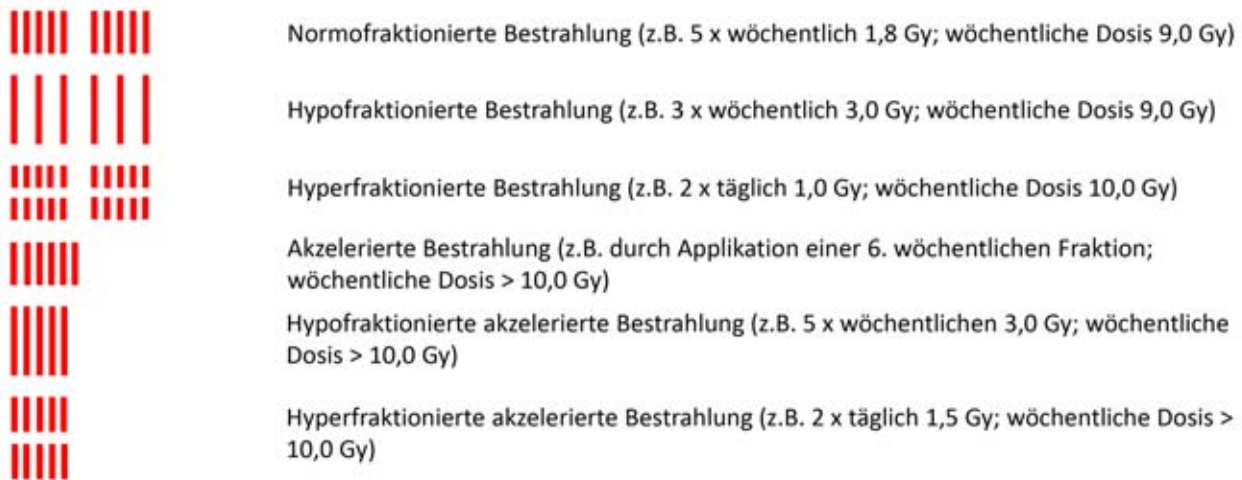 Normofraktionierte Bestrahlung (z.B. 5 x wöchentlich 1,8 Gy; wöchentliche Dosis 9,0 Gy)
Hypofraktionierte Bestrahlung (z.B. 3 x wöchentlich 3,0 Gy; wöchentliche Dosis 9,0 Gy)
Hyperfraktionierte Bestrahlung (z.B. 2 x täglich 1,0 Gy; wöchentliche Dosis 10,0 Gy)
Akzelerierte Bestrahlung (z.B. durch Applikation einer 6. wöchentlichen Fraktion;
wöchentliche Dosis > 10,0 Gy)
Hypofraktionierte akzelerierte Bestrahlung (z.B. 5 x wöchentlichen 3,0 Gy; wöchentliche
Dosis > 10,0 Gy)
Hyperfraktionierte akzelerierte Bestrahlung (z.B. 2 x täglich 1,5 Gy; wöchentliche Dosis >
10,0 Gy)